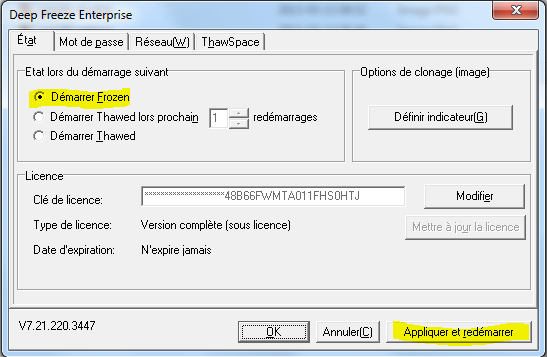 Deep Freeze Enterprise
État Mot de passe Réseau(W) ThawSpace
Etat lors du démarrage suivant
Options de clonage (image)
Démarrer Frozen
Démarrer Thawed lors prochain 1 redémarrages
Définir indicateur(G)
Démarrer Thawed
Licence
Clé de licence: ********************48B66FWMTA011FHS0HTJ Modifier
Type de licence: Version complète (sous licence) Mettre à jour la licence
Date d'expiration: N'expire jamais
V7.21.220.3447
OK Annuler(C) Appliquer et redémarrer